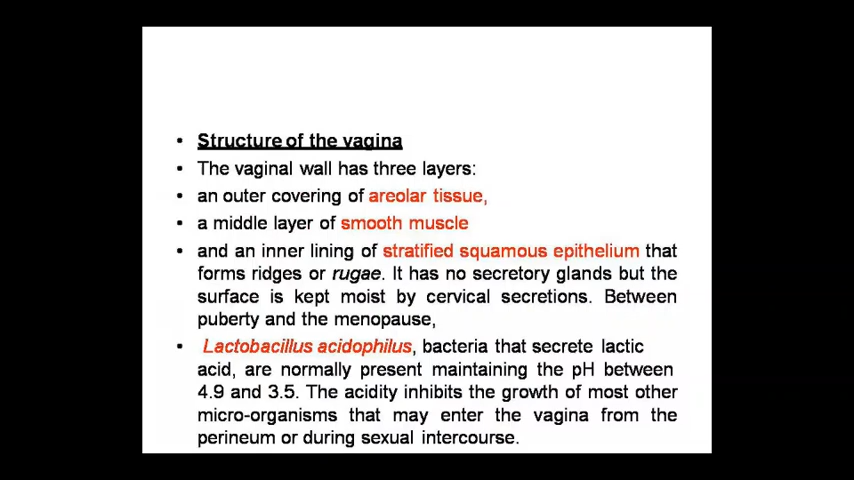 • Structure of the vagina
• The vaginal wall has three layers:
• an outer covering of areolar tissue,
• a middle layer of smooth muscle
• and an inner lining of stratified squamous epithelium that
forms ridges or rugae. It has no secretory glands but the
surface is kept moist by cervical secretions. Between
puberty and the menopause,
• Lactobacillus acidophilus, bacteria that secrete lactic
acid, are normally present maintaining the pH between
4.9 and 3.5. The acidity inhibits the growth of most other
micro-organisms that may enter the vagina from the
perineum or during sexual intercourse.